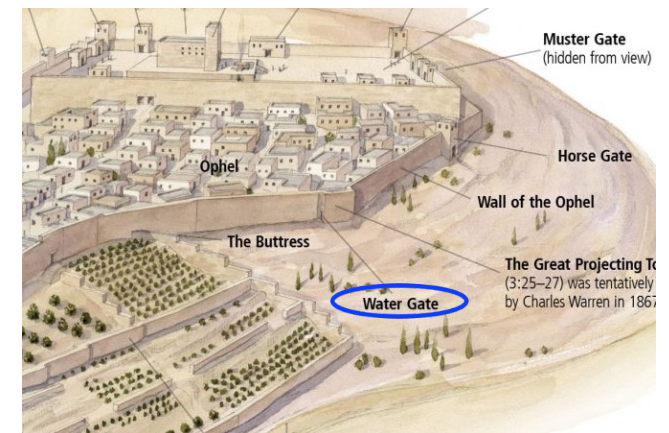 Muster Gate
(hidden from view)
Horse Gate
Ophel
Wall of the Ophel
The Buttress
The Great Projecting
(3:25–27) was tentatively
Water Gate
by Charles Warren in 1867